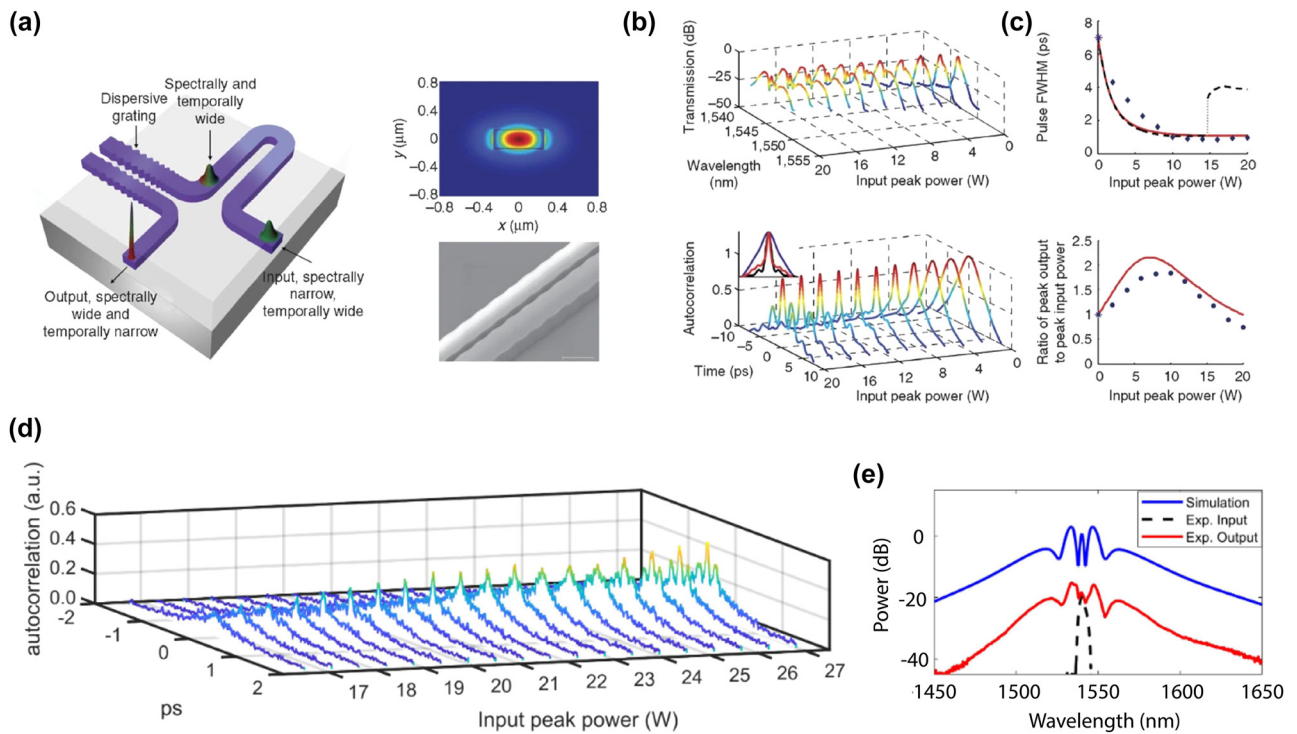 (a)
Dispersive
grating
Spectrally and
temporally
wide
Output, spectrally
wide and
temporally narrow
Input, spectrally
narrow,
temporally wide
0.8
0.4
0
−0.4
−0.8
y (μm)
−0.8 −0.4 0 0.4 0.8
x (μm)
(b)
Transmission (dB)
0
−25
−50
1,540
1,545
1,550
1,555
Wavelength
(nm)
20 16 12 8 4 0
Input peak power (W)
Autocorrelation
1
0.5
0
−10
−5
0
5
10
Time (ps)
20 16 12 8 4 0
Input peak power (W)
(c)
Pulse FWHM (ps)
8
6
4
2
0
0 5 10 15 20
Input peak power (W)
Ratio of peak output
to peak input power
2.5
2
1.5
1
0.5
0
0 5 10 15 20
Input peak power (W)
(d)
autocorrelation (a.u.)
0.6
0.4
0.2
0.0
-2
-1
0
1
2
ps
17 18 19 20 22 23 24 25 26 27
Input peak power (W)
(e)
Simulation
Exp. Input
Exp. Output
Power (dB)
0
-20
-40
1450 1500 1550 1600 1650
Wavelength (nm)